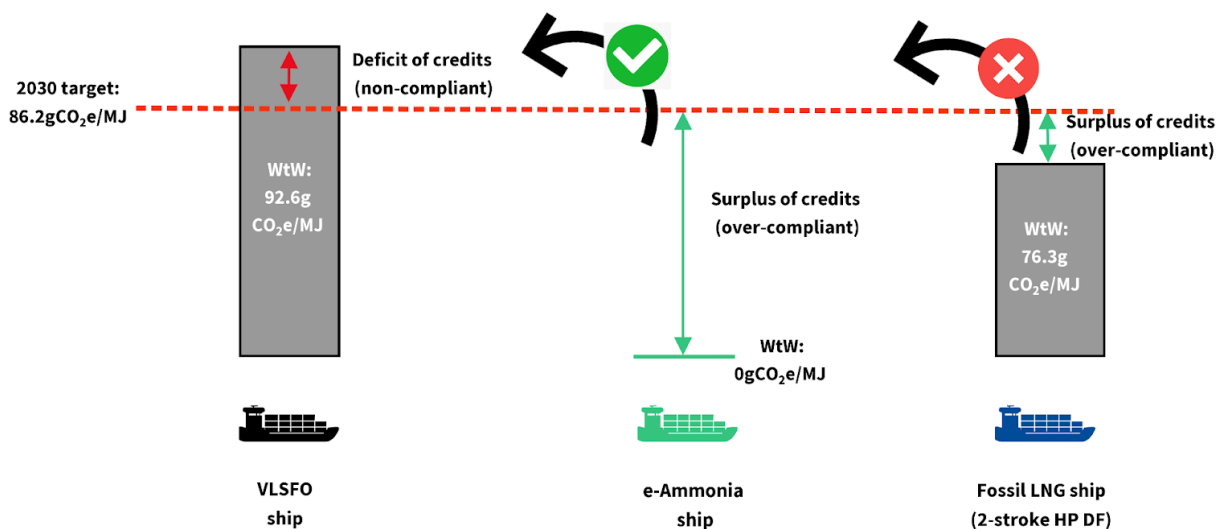 2030 target:
86.2gCO₂e/MJ
Deficit of credits
(non-compliant)
WtW:
92.6g
CO₂e/MJ
VLSFO
ship
Surplus of credits
(over-compliant)
WtW:
0gCO₂e/MJ
e-Ammonia
ship
Surplus of credits
(over-compliant)
WtW:
76.3g
CO₂e/MJ
Fossil LNG ship
(2-stroke HP DF)